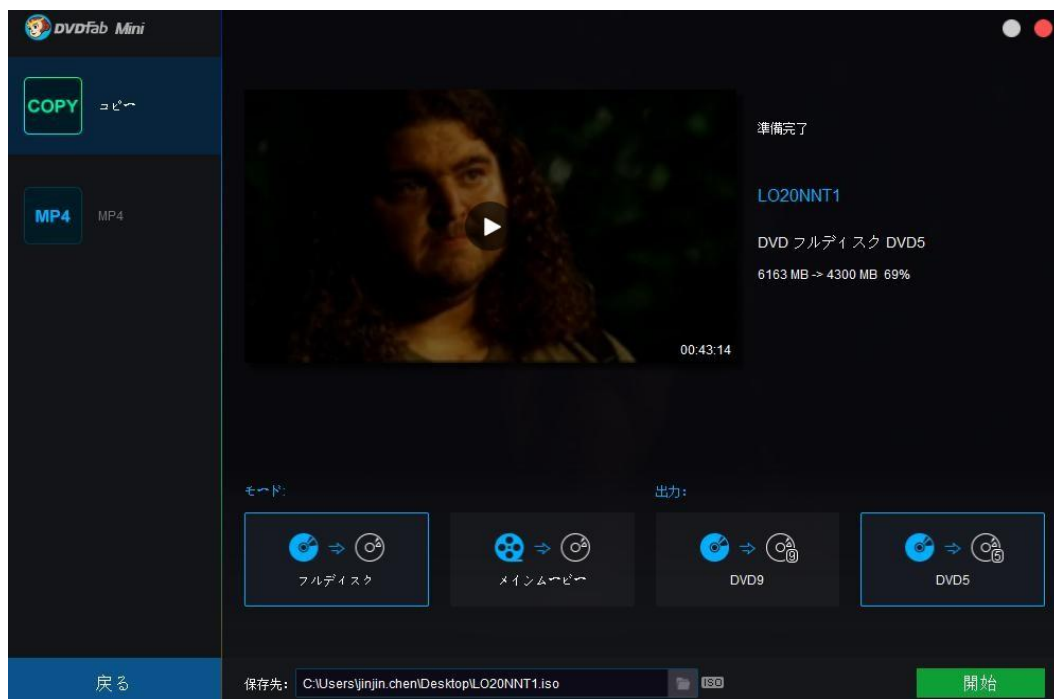 DVDFab Mini
COPY コピー
MP4 MP4
準備完了
LO20NNT1
DVD フルディスク DVD5
6163 MB -> 4300 MB 69%
00:43:14
モード:
出力:
フルディスク
メインムービー
9
DVD9
5
DVD5
戻る
保存先: C:\Users\jinjin.chen\Desktop\LO20NNT1.iso
ISO
開始